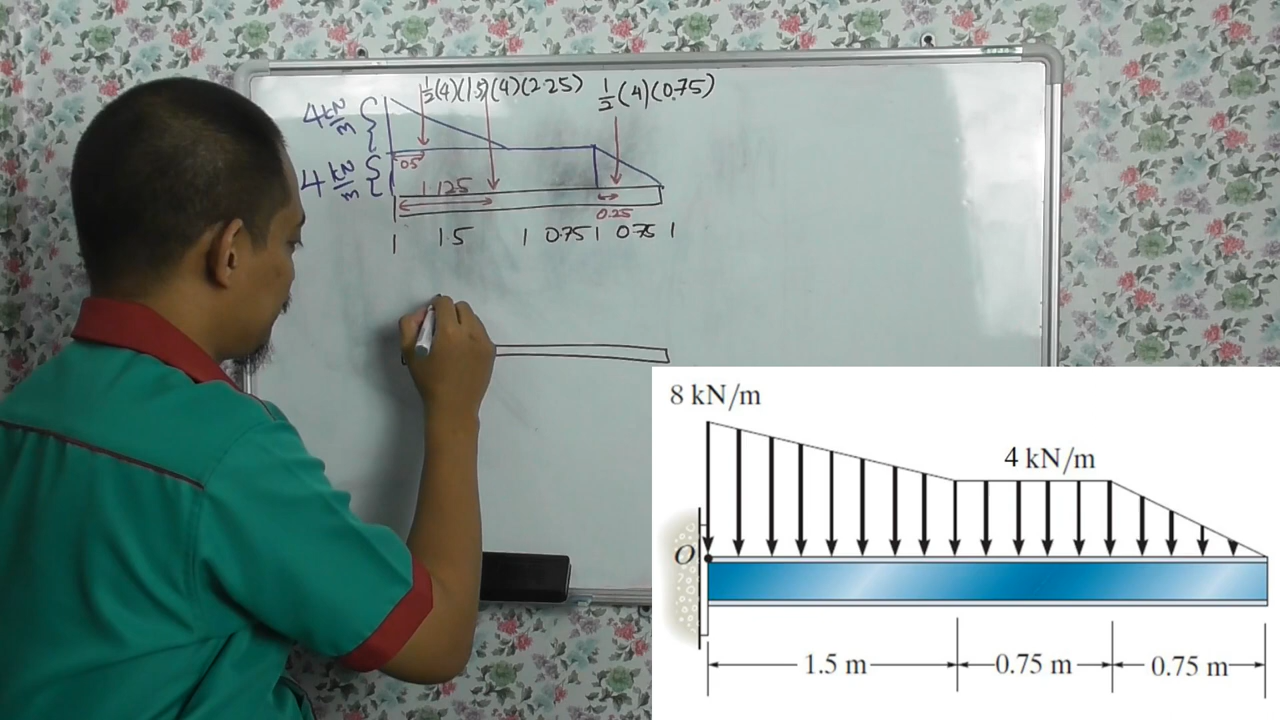 ½(4)(1.5) (4)(2.25) ½(4)(0.75)
4 kN/m
0.5
4 kN/m
1.125
0.25
1.5 0.75 0.75
8 kN/m
4 kN/m
O
1.5 m 0.75 m 0.75 m